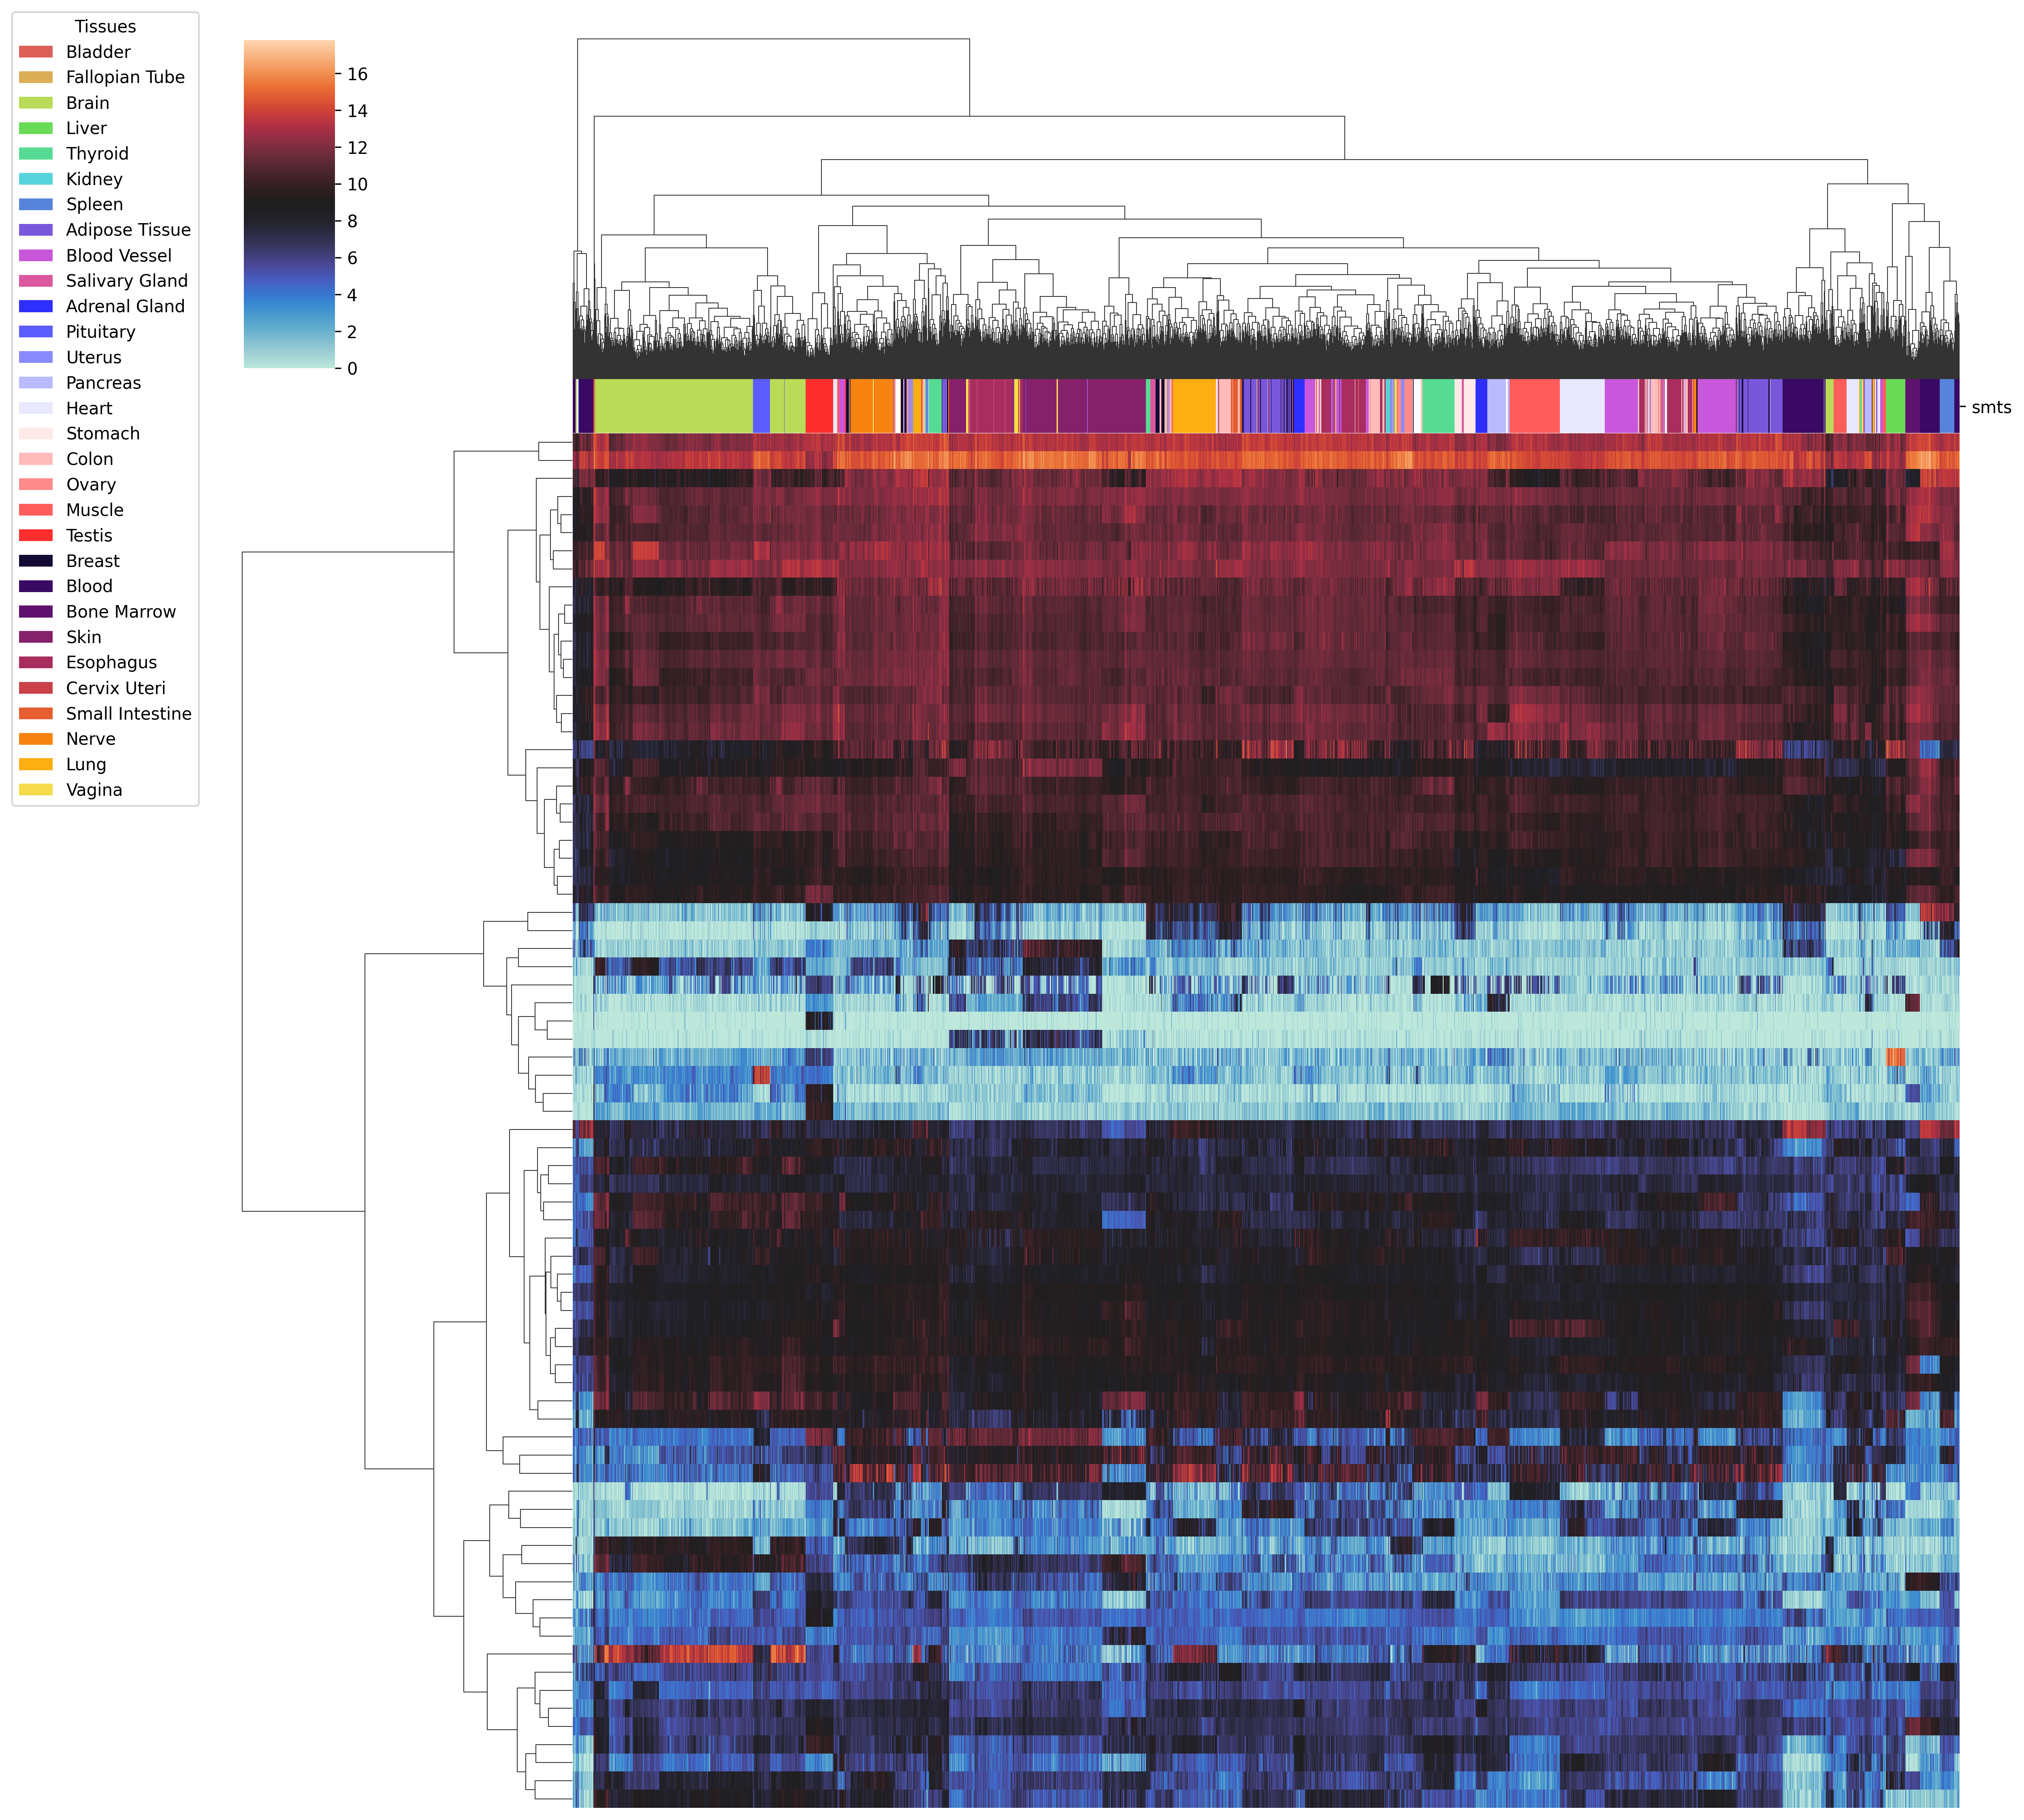 Tissues
Bladder
Fallopian Tube
Brain
Liver
Thyroid
Kidney
Spleen
Adipose Tissue
Blood Vessel
Salivary Gland
Adrenal Gland
Pituitary
Uterus
Pancreas
Heart
Stomach
Colon
Ovary
Muscle
Testis
Breast
Blood
Bone Marrow
Skin
Esophagus
Cervix Uteri
Small Intestine
Nerve
Lung
Vagina
16
14
12
10
8
6
4
2
0
smts